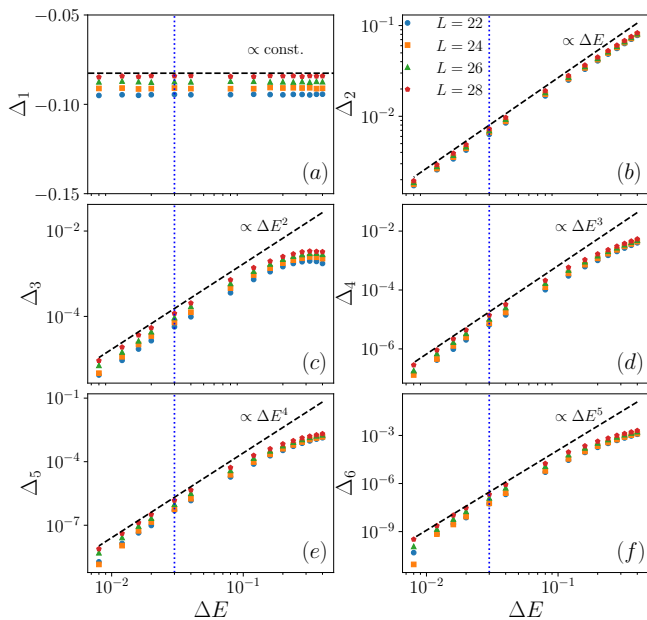 −0.05
−0.10
−0.15
Δ₁
∝ const.
(a)
10⁻¹
10⁻²
Δ₂
∝ ΔE
L = 22
L = 24
L = 26
L = 28
(b)
10⁻²
10⁻⁴
Δ₃
∝ ΔE²
(c)
10⁻²
10⁻⁴
10⁻⁶
Δ₄
∝ ΔE³
(d)
10⁻¹
10⁻⁴
10⁻⁷
Δ₅
∝ ΔE⁴
(e)
10⁻²
10⁻¹
ΔE
10⁻³
10⁻⁶
10⁻⁹
Δ₆
∝ ΔE⁵
(f)
10⁻²
10⁻¹
ΔE